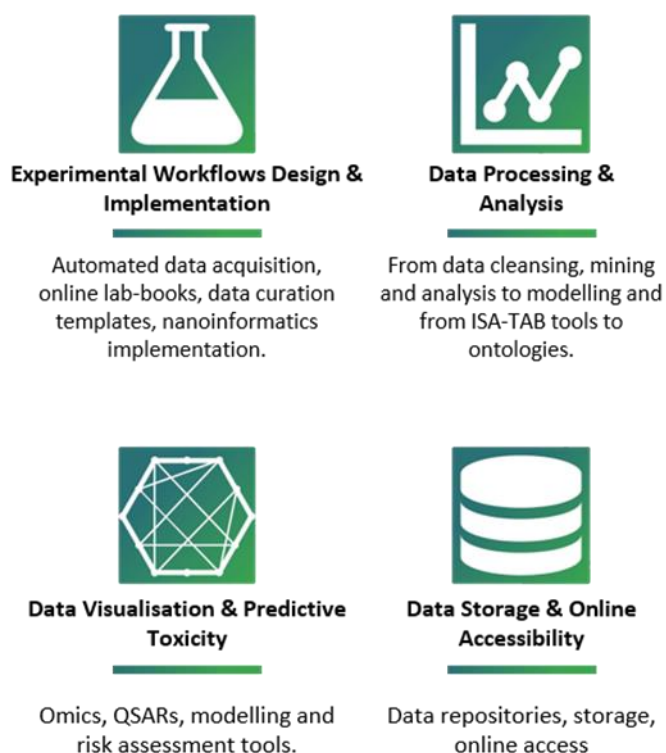 Experimental Workflows Design &
Implementation
Automated data acquisition,
online lab-books, data curation
templates, nanoinformatics
implementation.
Data Processing &
Analysis
From data cleansing, mining
and analysis to modelling and
from ISA-TAB tools to
ontologies.
Data Visualisation & Predictive
Toxicity
Omics, QSARs, modelling and
risk assessment tools.
Data Storage & Online
Accessibility
Data repositories, storage,
online access